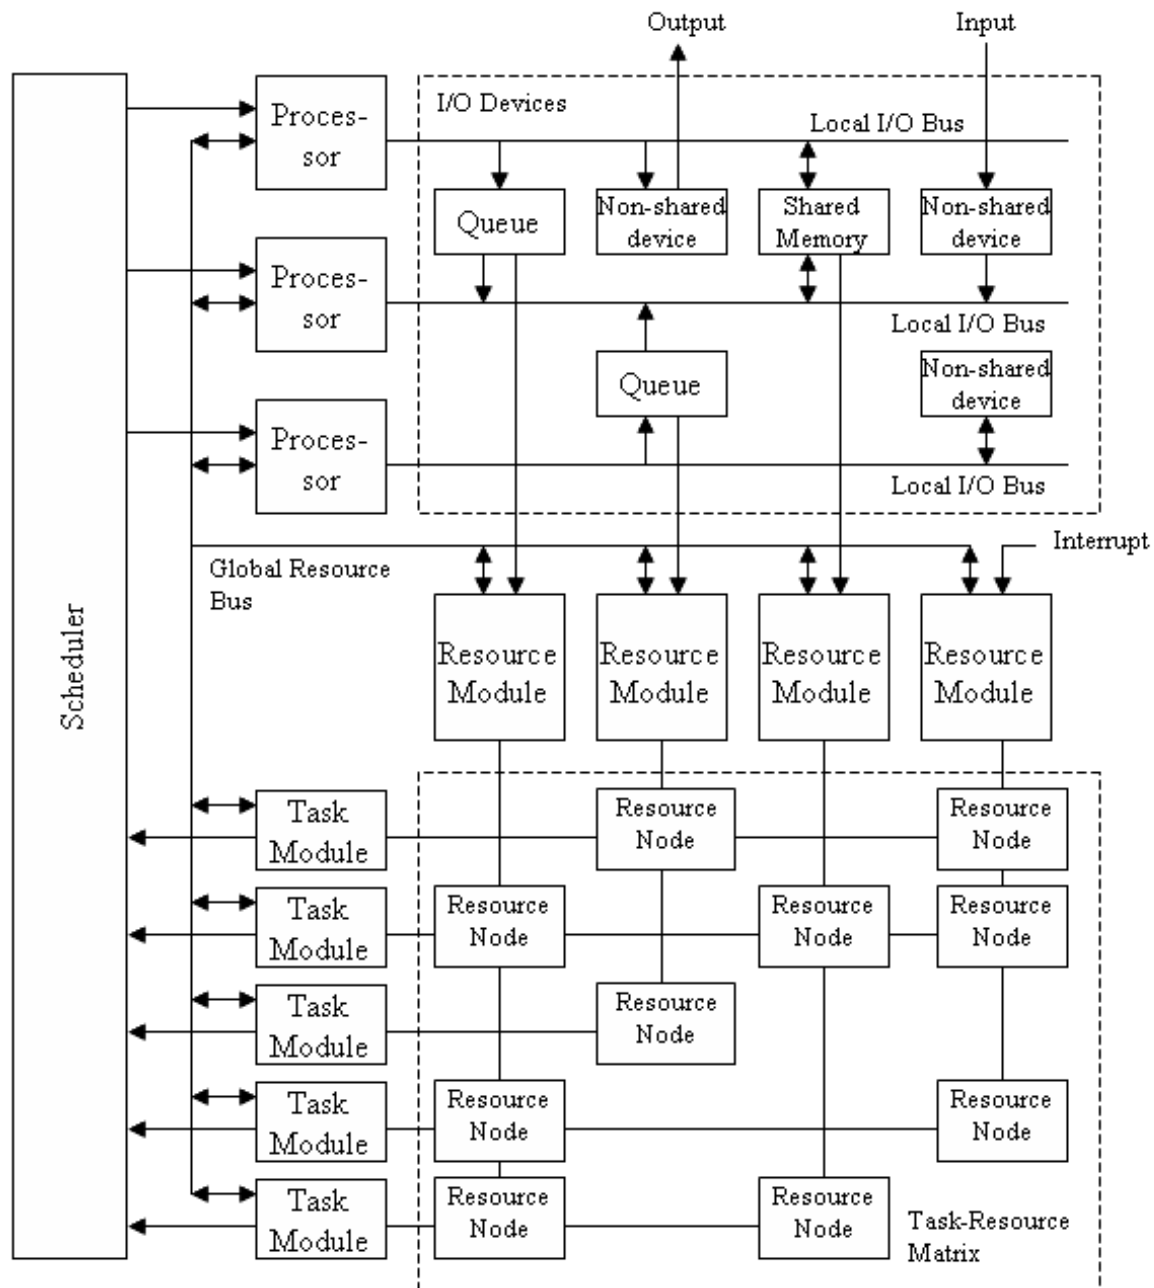 Output
Input
I/O Devices
Local I/O Bus
Proces-
sor
Queue
Non-shared
device
Shared
Memory
Non-shared
device
Proces-
sor
Local I/O Bus
Queue
Non-shared
device
Proces-
sor
Local I/O Bus
Interrupt
Global Resource
Bus
Scheduler
Resource
Module
Resource
Module
Resource
Module
Resource
Module
Task
Module
Resource
Node
Resource
Node
Task
Module
Resource
Node
Resource
Node
Resource
Node
Task
Module
Resource
Node
Task
Module
Resource
Node
Resource
Node
Task
Module
Resource
Node
Resource
Node
Task-Resource
Matrix